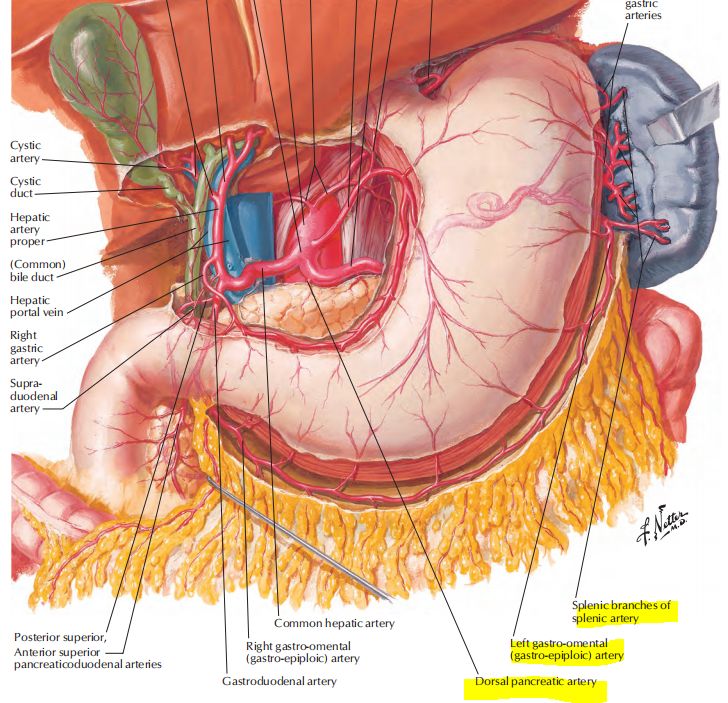 gastric
arteries
Cystic
artery
Cystic
duct
Hepatic
artery
proper
(Common)
bile duct
Hepatic
portal vein
Right
gastric
artery
Supra-
duodenal
artery
F. Netter
M.D.
Splenic branches of
splenic artery
Common hepatic artery
Posterior superior,
Anterior superior
pancreaticoduodenal arteries
Right gastro-omental
(gastro-epiploic) artery
Left gastro-omental
(gastro-epiploic) artery
Gastroduodenal artery
Dorsal pancreatic artery